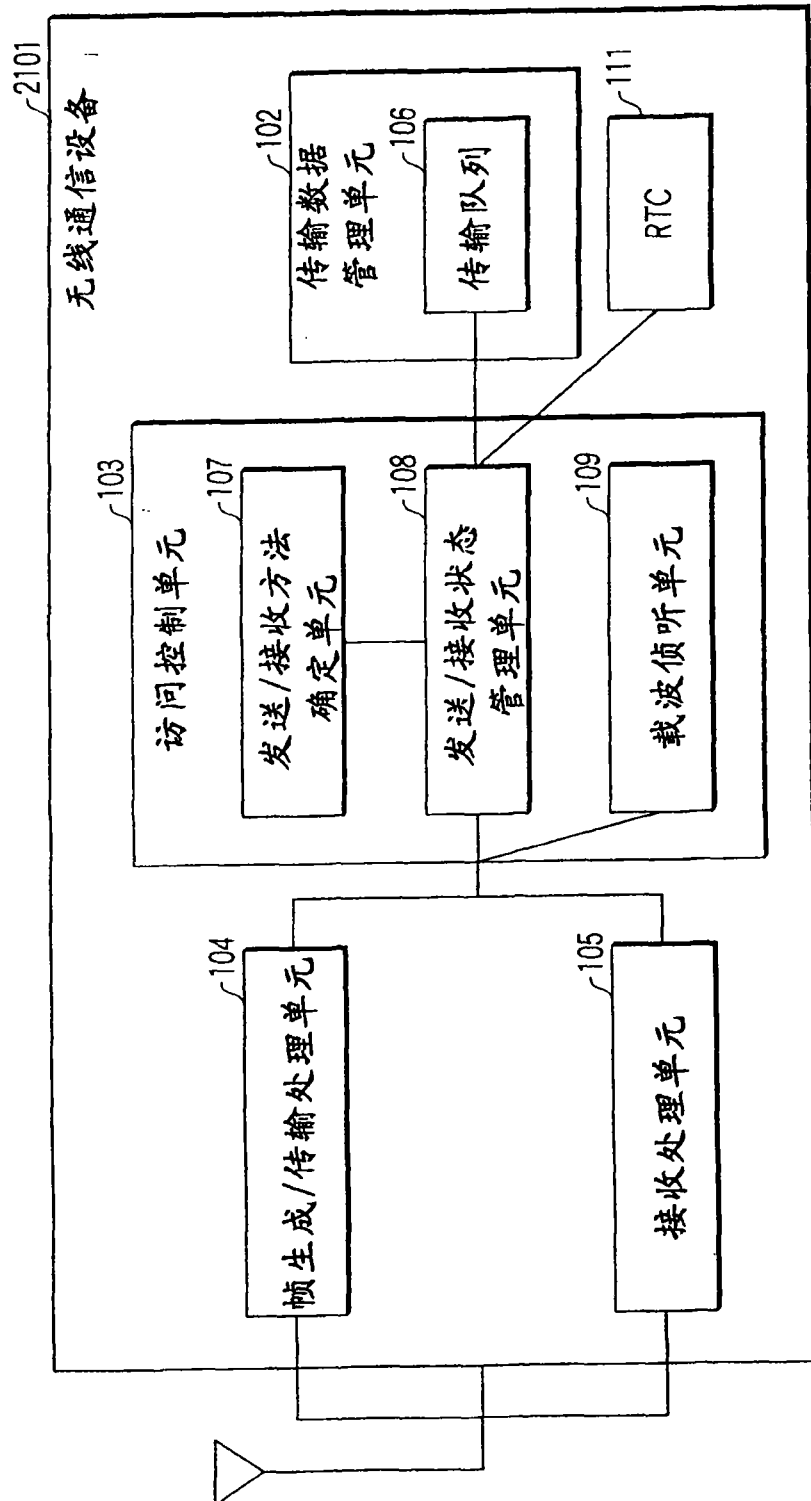 2101
无线通信设备
103
访问控制单元
102
传输数据
管理单元
104
帧生成/传输处理单元
107
发送/接收方法
确定单元
106
传输队列
108
发送/接收状态
管理单元
105
接收处理单元
109
载波侦听单元
111
RTC